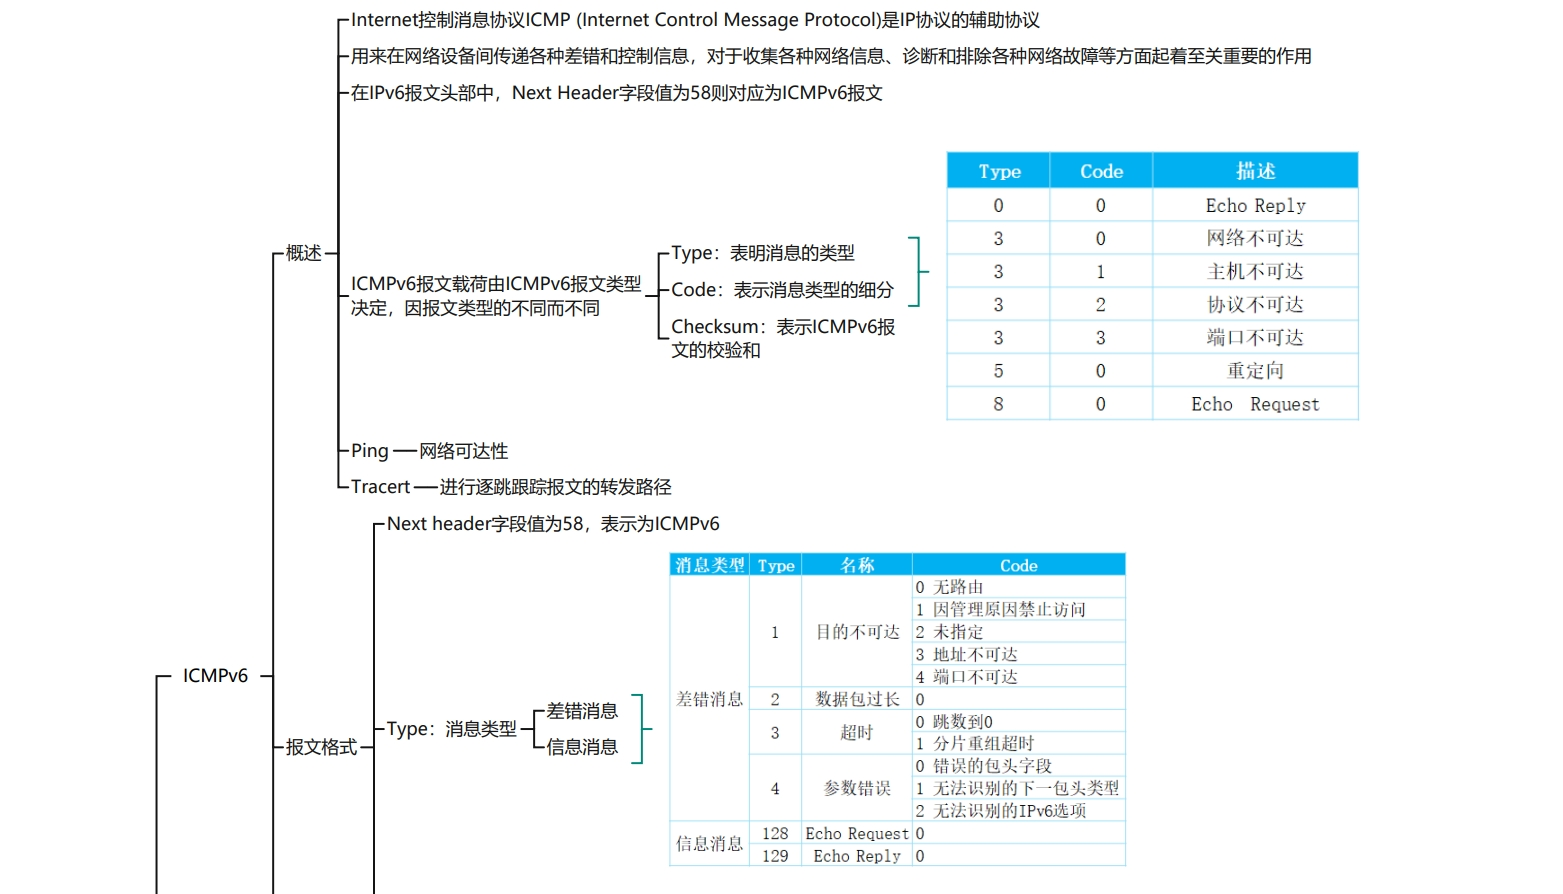 Internet控制消息协议ICMP (Internet Control Message Protocol)是IP协议的辅助协议
用来在网络设备间传递各种差错和控制信息，对于收集各种网络信息、诊断和排除各种网络故障等方面起着至关重要的作用
在IPv6报文头部中，Next Header字段值为58则对应为ICMPv6报文
概述
ICMPv6报文载荷由ICMPv6报文类型
决定，因报文类型的不同而不同
Type：表明消息的类型
Code：表示消息类型的细分
Checksum：表示ICMPv6报
文的校验和
Type Code 描述
0 0 Echo Reply
3 0 网络不可达
3 1 主机不可达
3 2 协议不可达
3 3 端口不可达
5 0 重定向
8 0 Echo Request
Ping 网络可达性
Tracert 进行逐跳跟踪报文的转发路径
ICMPv6
报文格式
Next header字段值为58，表示为ICMPv6
Type：消息类型
差错消息
信息消息
消息类型 Type 名称 Code
差错消息
1 目的不可达
0 无路由
1 因管理原因禁止访问
2 未指定
3 地址不可达
4 端口不可达
2 数据包过长 0
3 超时
0 跳数到0
1 分片重组超时
4 参数错误
0 错误的包头字段
1 无法识别的下一包头类型
2 无法识别的IPv6选项
信息消息
128 Echo Request 0
129 Echo Reply 0